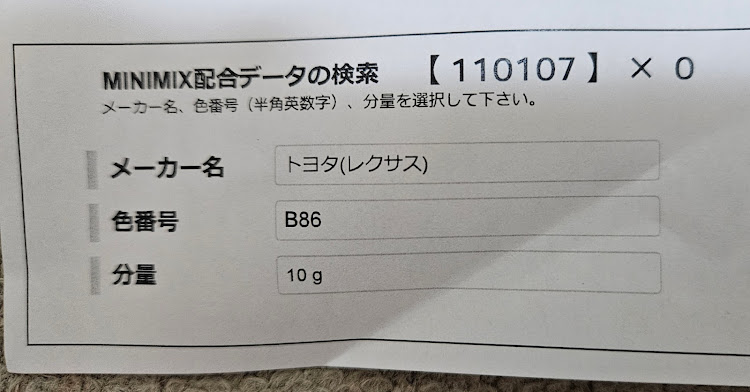 MINIMIX配合データの検索 【110107】 × 0
メーカー名、色番号（半角英数字）、分量を選択して下さい。
メーカー名 トヨタ(レクサス)
色番号 B86
分量 10 g